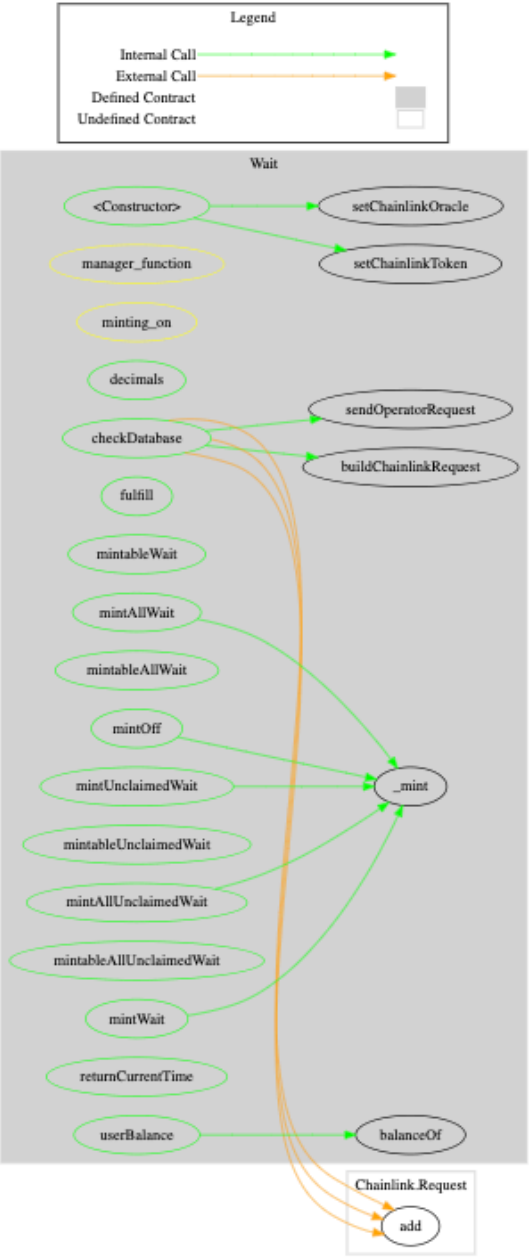 Legend
Internal Call
External Call
Defined Contract
Undefined Contract
Wait
<Constructor>
setChainlinkOracle
setChainlinkToken
manager_function
minting_on
decimals
sendOperatorRequest
checkDatabase
buildChainlinkRequest
fulfill
mintableWait
mintAllWait
mintableAllWait
mintOff
mintUnclaimedWait
_mint
mintableUnclaimedWait
mintAllUnclaimedWait
mintableAllUnclaimedWait
mintWait
returnCurrentTime
userBalance
balanceOf
Chainlink.Request
add